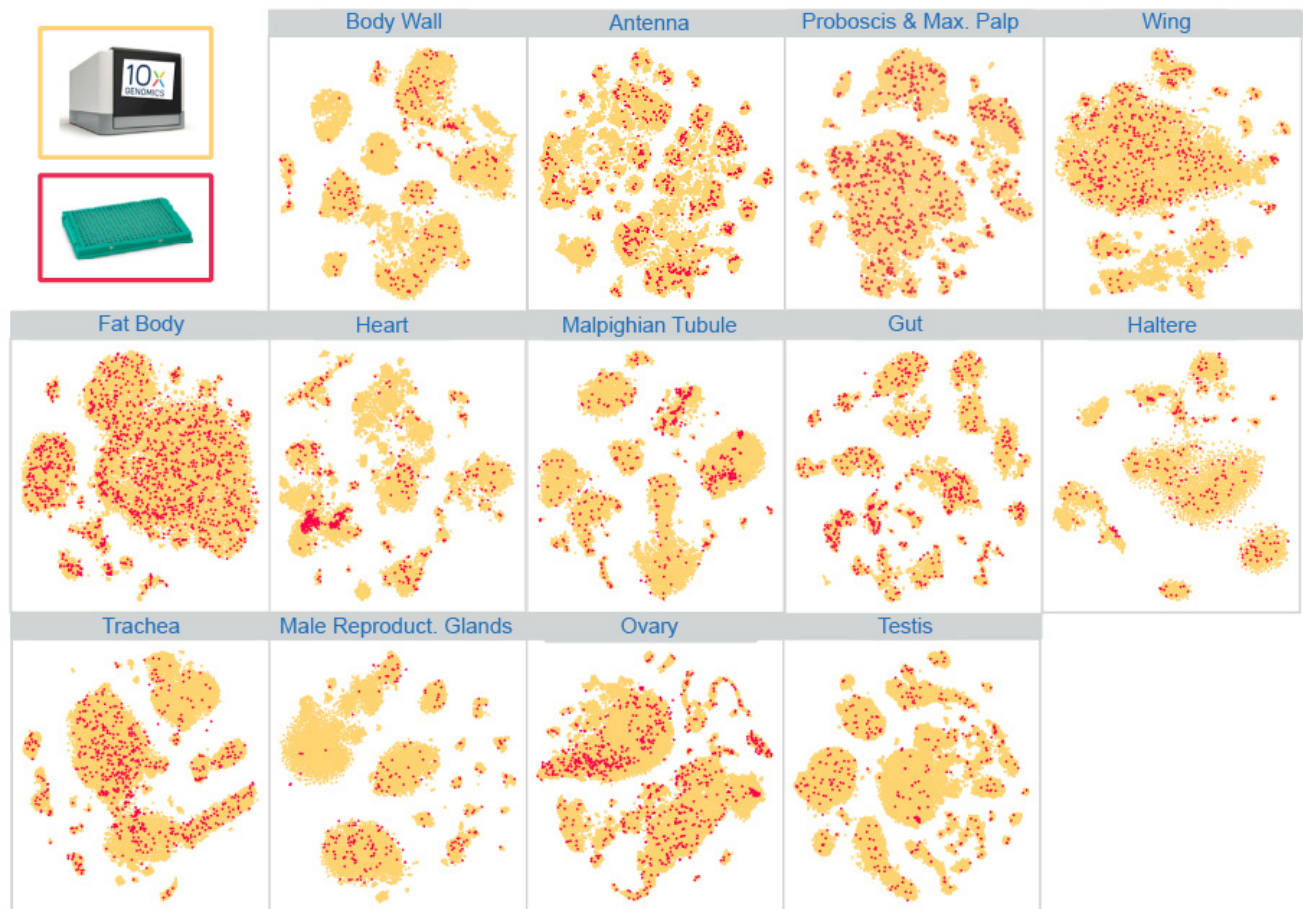 Body Wall
Antenna
Proboscis & Max. Palp
Wing
10x
GENOMICS
Fat Body
Heart
Malpighian Tubule
Gut
Haltere
Trachea
Male Reproduct. Glands
Ovary
Testis